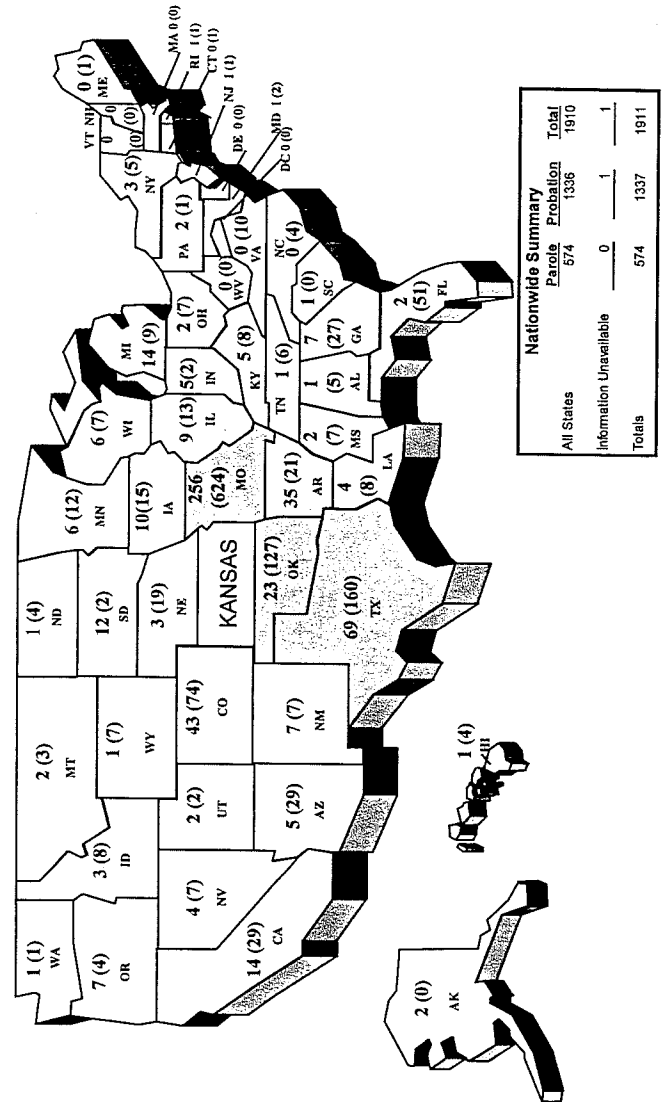 1 (1)
WA
7 (4)
OR
14 (29)
CA
3 (8)
ID
4 (7)
NV
2 (3)
MT
1 (7)
WY
2 (2)
UT
5 (29)
AZ
43 (74)
CO
7 (7)
NM
1 (4)
ND
12 (2)
SD
3 (19)
NE
KANSAS
23 (127)
OK
69 (160)
TX
6 (12)
MN
10(15)
IA
256
(624)
MO
35 (21)
AR
4
(8)
LA
6 (7)
WI
9 (13)
IL
MI
14 (9)
5(2)
IN
2 (7)
OH
5 (8)
KY
TN 1 (6)
2
(7)
MS
1
(5)
AL
7
(27)
GA
2
(51)
FL
1 (0)
SC
NC
0 (4)
0 (10
VA
0 (0)
WV
PA 2 (1)
3 (5)
NY
VT NH
0 0
(0) (0)
0 (1)
ME
MA 0 (0)
RI 1 (1)
CT 0 (1)
NJ 1 (1)
DE 0 (0)
MD 1 (2)
DC 0 (0)
2 (0)
AK
1 (4)
HI
Nationwide Summary
Parole Probation Total
All States 574 1336 1910
Information Unavailable 0 1 1
Totals 574 1337 1911